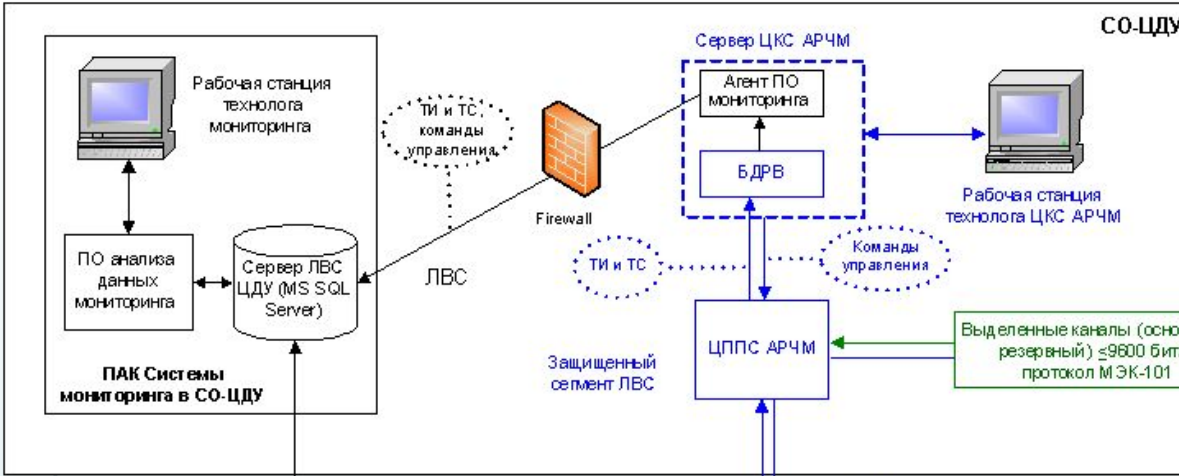 СО-ЦДУ
Сервер ЦКС АРЧМ
Рабочая станция
технолога
мониторинга
ТИ и ТС,
команды
управления
Агент ПО
мониторинга
БДРВ
Firewall
Рабочая станция
технолога ЦКС АРЧМ
ПО анализа
данных
мониторинга
Сервер ЛВС
ЦДУ (MS SQL
Server)
ЛВС
ТИ и ТС
Команды
управления
ЦППС АРЧМ
Защищенный
сегмент ЛВС
Выделенные каналы (осно
резервный) ≤9600 бит
протокол МЭК-101
ПАК Системы
мониторинга в СО-ЦДУ